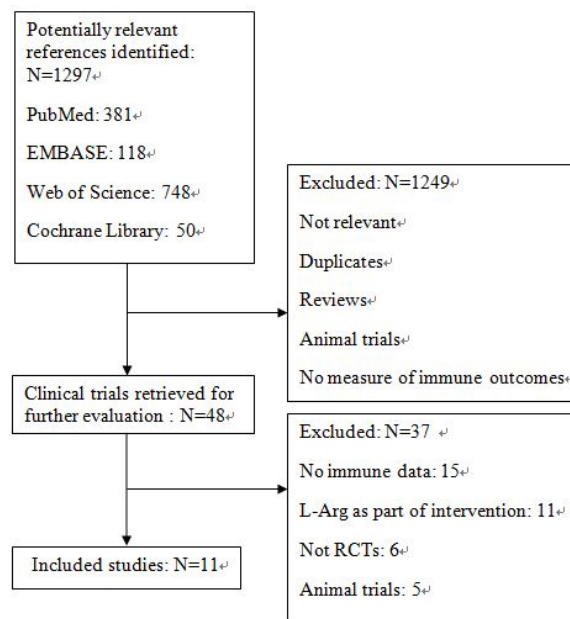 Potentially relevant
references identified:
N=1297↵
PubMed: 381↵
EMBASE: 118↵
Web of Science: 748↵
Cochrane Library: 50↵
Excluded: N=1249↵
Not relevant↵
Duplicates↵
Reviews↵
Animal trials↵
No measure of immune outcomes↵
Clinical trials retrieved for
further evaluation : N=48↵
Excluded: N=37 ↵
No immune data: 15↵
L-Arg as part of intervention: 11↵
Not RCTs: 6↵
Animal trials: 5↵
Included studies: N=11↵